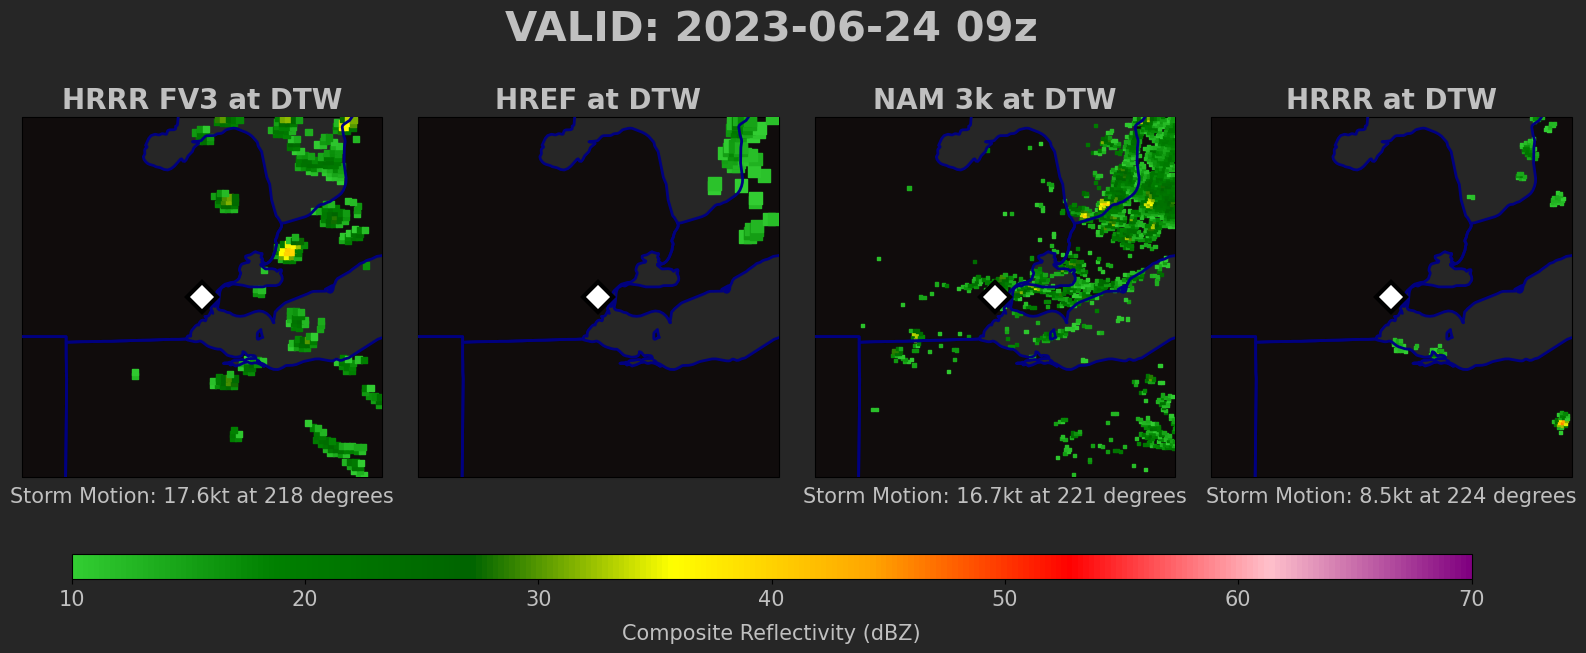 VALID: 2023-06-24 09z
HRRR FV3 at DTW
HREF at DTW
NAM 3k at DTW
HRRR at DTW
Storm Motion: 17.6kt at 218 degrees
Storm Motion: 16.7kt at 221 degrees
Storm Motion: 8.5kt at 224 degrees
10 20 30 40 50 60 70
Composite Reflectivity (dBZ)